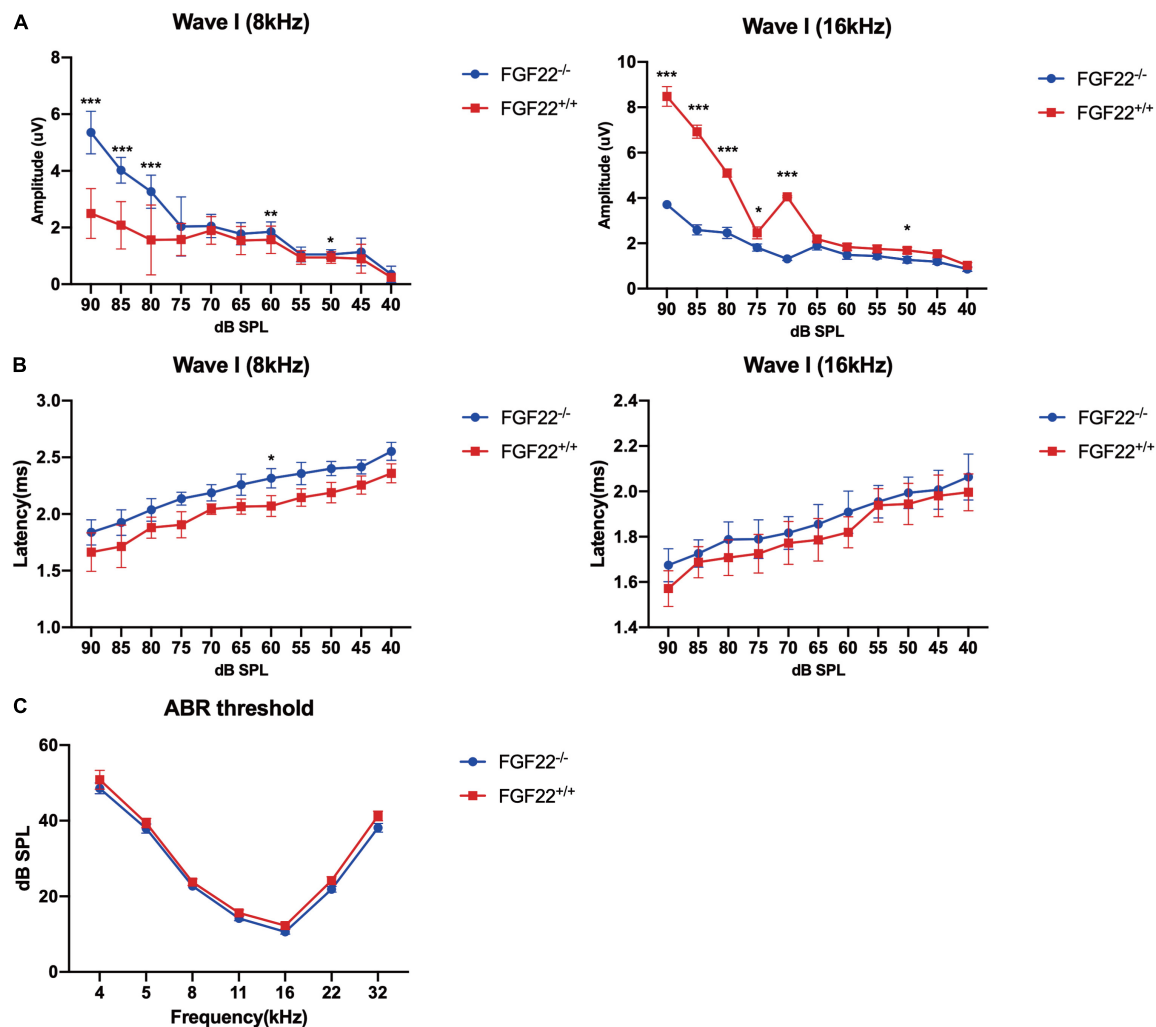 A
Wave I (8kHz)
Amplitude (uV)
8
6
4
2
0
***
***
***
**
*
90 85 80 75 70 65 60 55 50 45 40
dB SPL
FGF22-/-
FGF22+/+
Wave I (16kHz)
Amplitude (uV)
10
8
6
4
2
0
***
***
***
*
***
*
90 85 80 75 70 65 60 55 50 45 40
dB SPL
FGF22-/-
FGF22+/+
B
Wave I (8kHz)
Latency(ms)
3.0
2.5
2.0
1.5
1.0
*
90 85 80 75 70 65 60 55 50 45 40
dB SPL
FGF22-/-
FGF22+/+
Wave I (16kHz)
Latency(ms)
2.4
2.2
2.0
1.8
1.6
1.4
90 85 80 75 70 65 60 55 50 45 40
dB SPL
FGF22-/-
FGF22+/+
C
ABR threshold
dB SPL
60
40
20
0
4 5 8 11 16 22 32
Frequency(kHz)
FGF22-/-
FGF22+/+